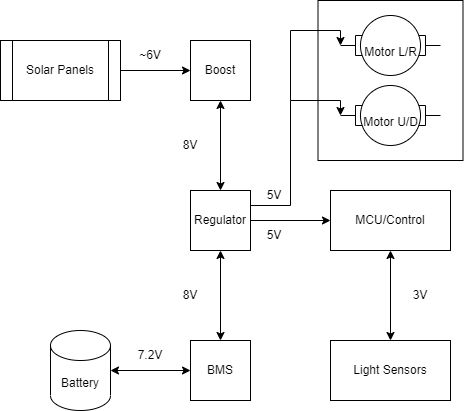 ~6V
Solar Panels
Boost
Motor L/R
Motor U/D
8V
5V
Regulator
MCU/Control
5V
8V
3V
7.2V
Battery
BMS
Light Sensors